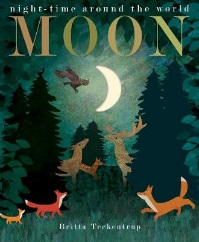 night-time around the world
MOON
Britta Teckentrup